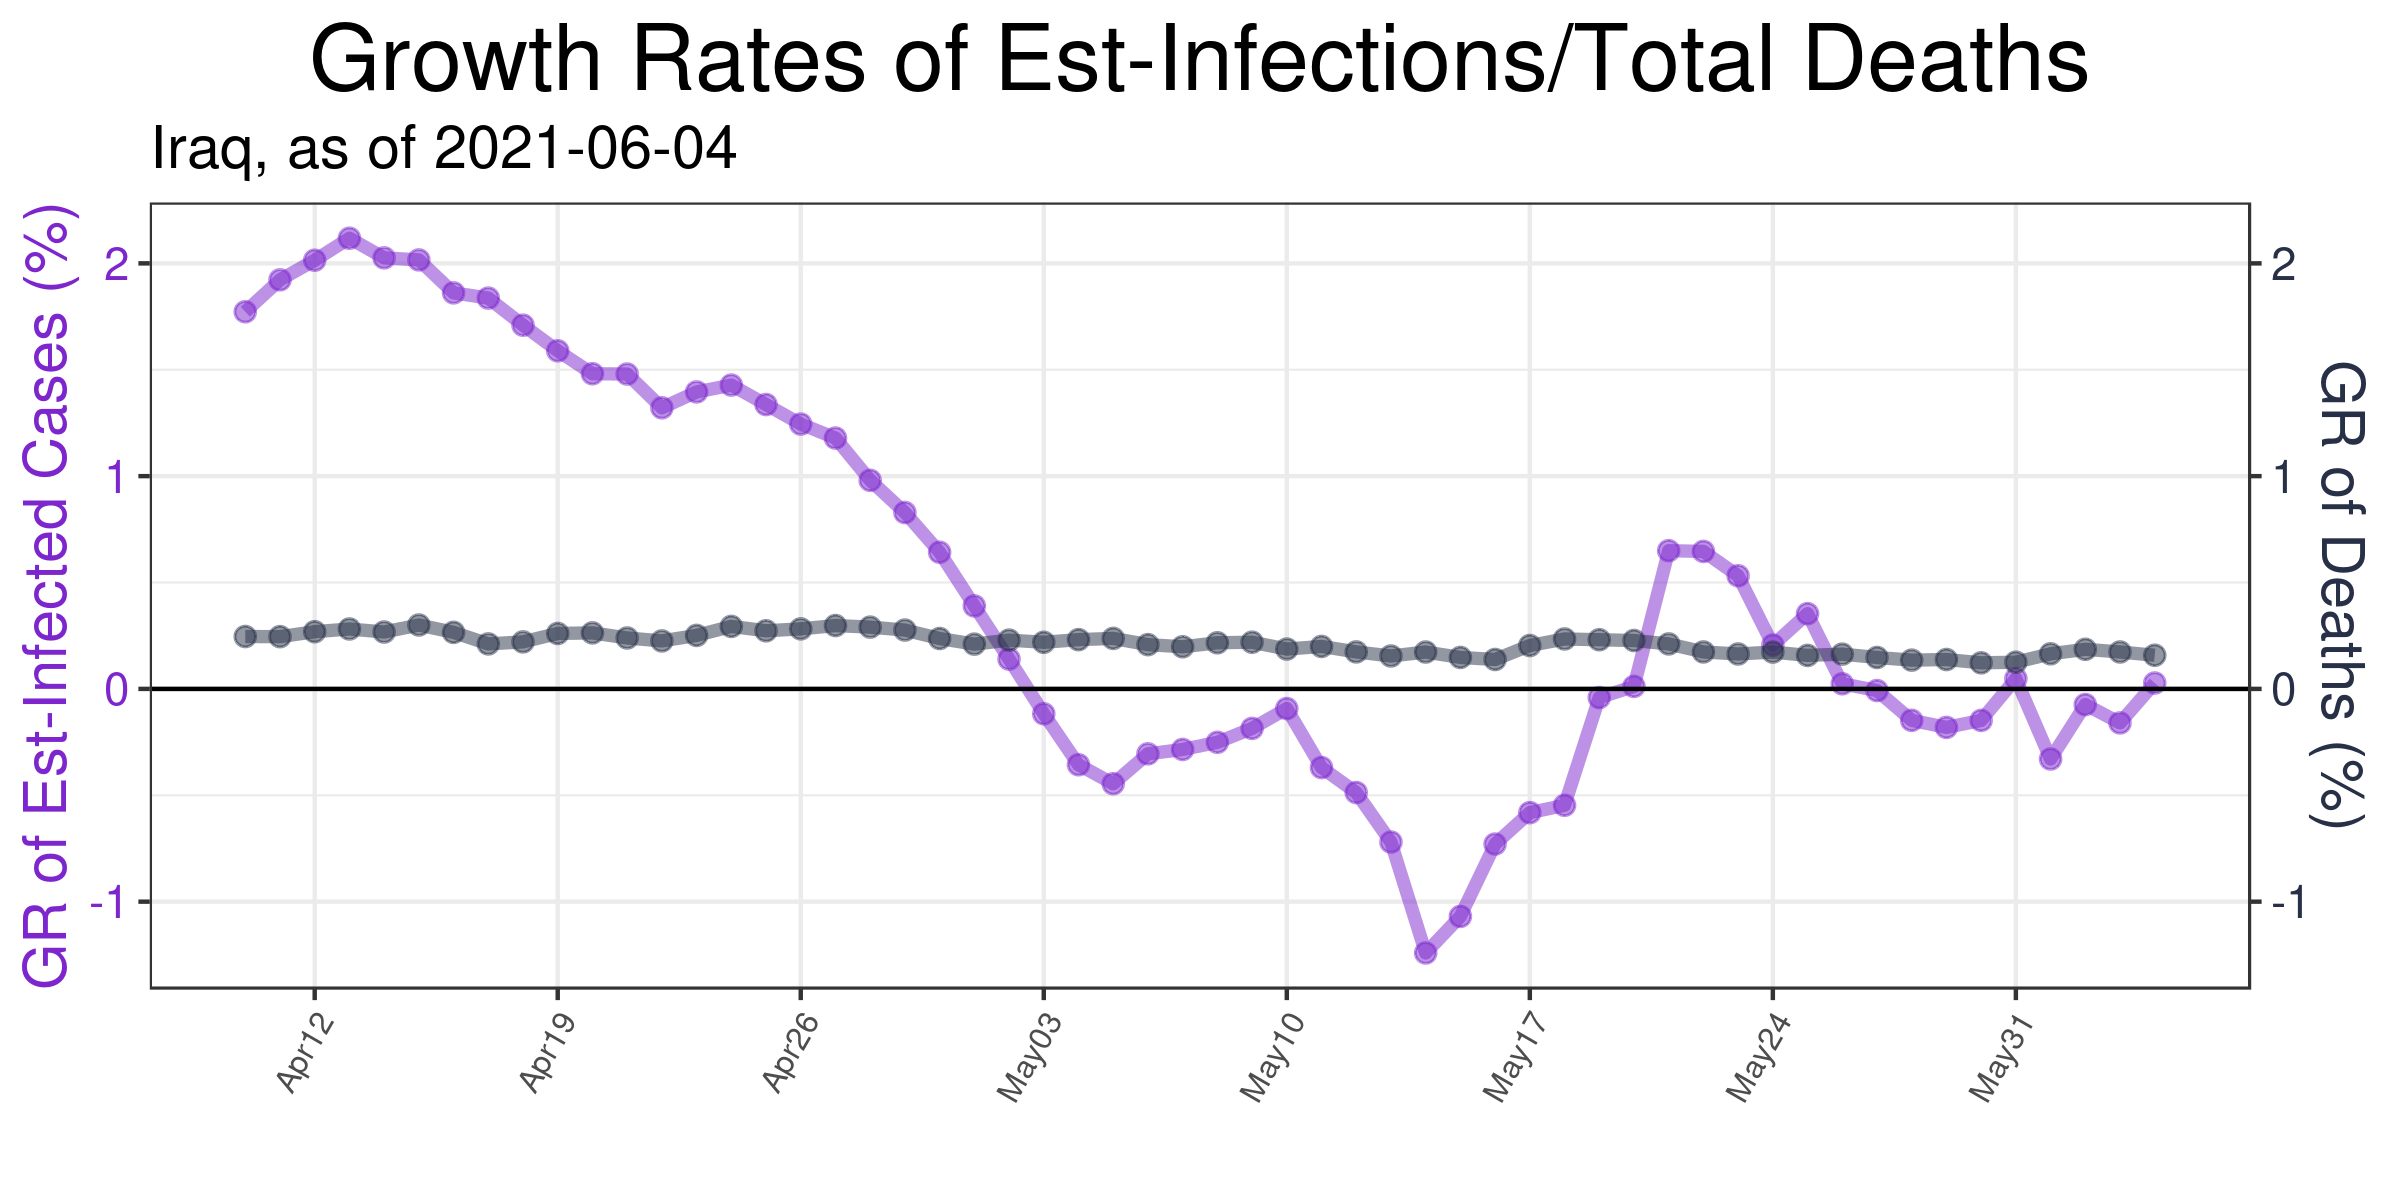 Growth Rates of Est-Infections/Total Deaths
Iraq, as of 2021-06-04
GR of Est-Infected Cases (%)
2
1
0
-1
2
1
0
-1
GR of Deaths (%)
Apr12
Apr19
Apr26
May03
May10
May17
May24
May31